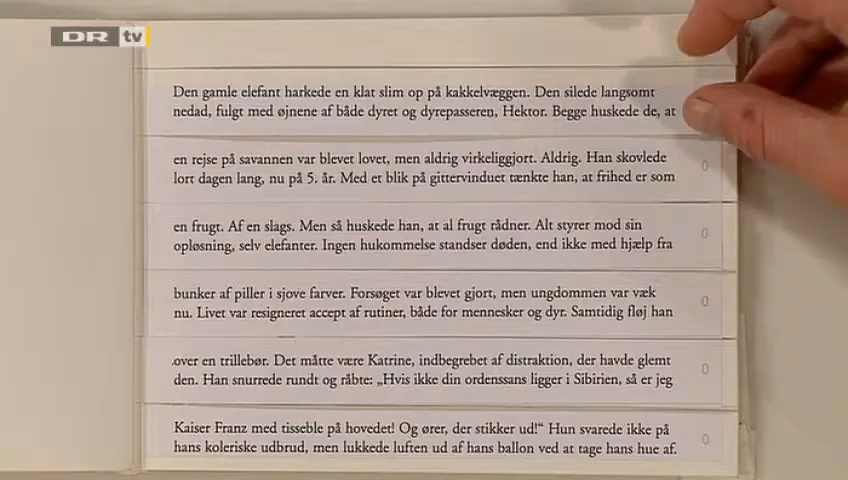 DR tv
Den gamle elefant harkede en klat slim op på kakkelvæggen. Den silede langsomt
nedad, fulgt med øjnene af både dyret og dyrepasseren, Hektor. Begge huskede de, at
en rejse på savannen var blevet lovet, men aldrig virkeliggjort. Aldrig. Han skovlede
0
lort dagen lang, nu på 5. år. Med et blik på gittervinduet tænkte han, at frihed er som
en frugt. Af en slags. Men så huskede han, at al frugt rådner. Alt styrer mod sin
0
opløsning, selv elefanter. Ingen hukommelse standser døden, end ikke med hjælp fra
bunker af piller i sjove farver. Forsøget var blevet gjort, men ungdommen var væk
0
nu. Livet var resigneret accept af rutiner, både for mennesker og dyr. Samtidig fløj han
over en trillebør. Det måtte være Katrine, indbegrebet af distraktion, der havde glemt
0
den. Han snurrede rundt og råbte: „Hvis ikke din ordenssans ligger i Sibirien, så er jeg
Kaiser Franz med tisseble på hovedet! Og ører, der stikker ud!“ Hun svarede ikke på
0
hans koleriske udbrud, men lukkede luften ud af hans ballon ved at tage hans hue af.